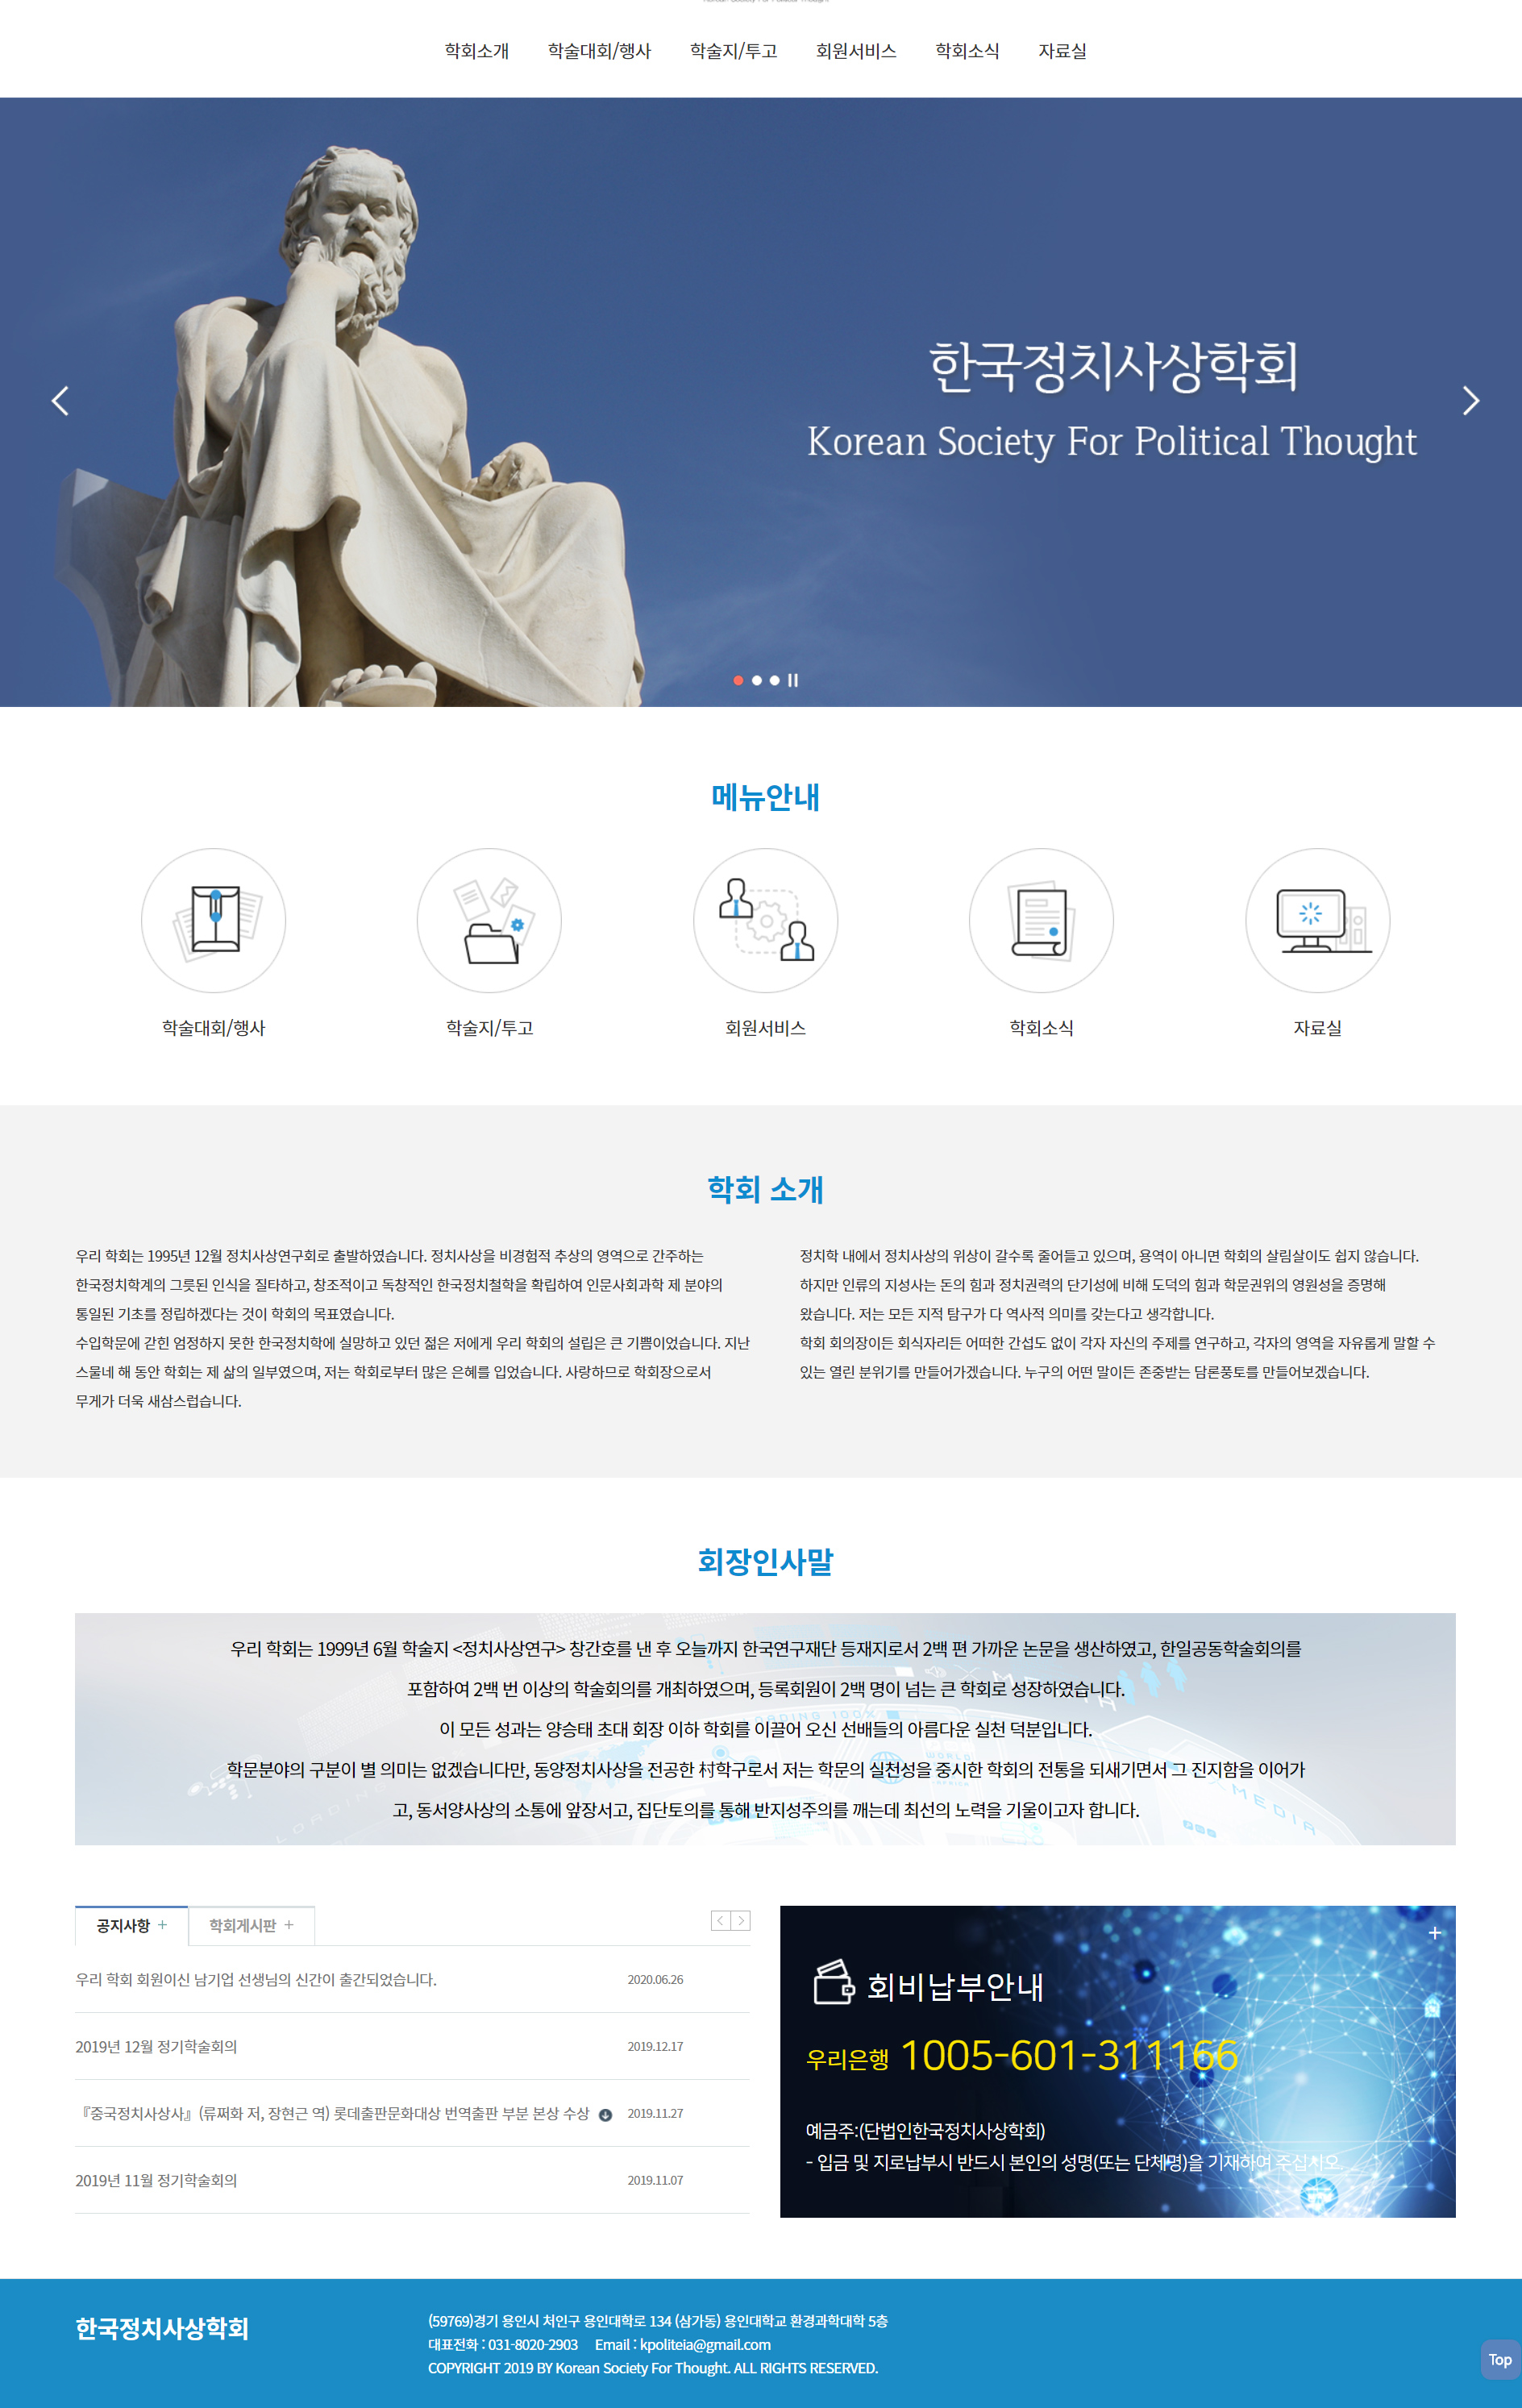 Korean Society For Political Thought
학회소개
학술대회/행사
학술지/투고
회원서비스
학회소식
자료실
한국정치사상학회
Korean Society For Political Thought
메뉴안내
학술대회/행사
학술지/투고
회원서비스
학회소식
자료실
학회 소개
우리 학회는 1995년 12월 정치사상연구회로 출발하였습니다. 정치사상을 비경험적 추상의 영역으로 간주하는
한국정치학계의 그릇된 인식을 질타하고, 창조적이고 독창적인 한국정치철학을 확립하여 인문사회과학 제 분야의
통일된 기초를 정립하겠다는 것이 학회의 목표였습니다.
수입학문에 갇힌 엄정하지 못한 한국정치학에 실망하고 있던 젊은 저에게 우리 학회의 설립은 큰 기쁨이었습니다. 지난
스물네 해 동안 학회는 제 삶의 일부였으며, 저는 학회로부터 많은 은혜를 입었습니다. 사랑하므로 학회장으로서
무게가 더욱 새삼스럽습니다.
정치학 내에서 정치사상의 위상이 갈수록 줄어들고 있으며, 용역이 아니면 학회의 살림살이도 쉽지 않습니다.
하지만 인류의 지성사는 돈의 힘과 정치권력의 단기성에 비해 도덕의 힘과 학문권위의 영원성을 증명해
왔습니다. 저는 모든 지적 탐구가 다 역사적 의미를 갖는다고 생각합니다.
학회 회의장이든 회식자리든 어떠한 간섭도 없이 각자 자신의 주제를 연구하고, 각자의 영역을 자유롭게 말할 수
있는 열린 분위기를 만들어가겠습니다. 누구의 어떤 말이든 존중받는 담론풍토를 만들어보겠습니다.
회장인사말
우리 학회는 1999년 6월 학술지 <정치사상연구> 창간호를 낸 후 오늘까지 한국연구재단 등재지로서 2백 편 가까운 논문을 생산하였고, 한일공동학술회의를
포함하여 2백 번 이상의 학술회의를 개최하였으며, 등록회원이 2백 명이 넘는 큰 학회로 성장하였습니다.
이 모든 성과는 양승태 초대 회장 이하 학회를 이끌어 오신 선배들의 아름다운 실천 덕분입니다.
학문분야의 구분이 별 의미는 없겠습니다만, 동양정치사상을 전공한 村학구로서 저는 학문의 실천성을 중시한 학회의 전통을 되새기면서 그 진지함을 이어가
고, 동서양사상의 소통에 앞장서고, 집단토의를 통해 반지성주의를 깨는데 최선의 노력을 기울이고자 합니다.
공지사항 +
학회게시판 +
우리 학회 회원이신 남기업 선생님의 신간이 출간되었습니다. 2020.06.26
2019년 12월 정기학술회의 2019.12.17
『중국정치사상사』(류쩌화 저, 장현근 역) 롯데출판문화대상 번역출판 부분 본상 수상 2019.11.27
2019년 11월 정기학술회의 2019.11.07
+
회비납부안내
우리은행 1005-601-311166
예금주:(단법인한국정치사상학회)
- 입금 및 지로납부시 반드시 본인의 성명(또는 단체명)을 기재하여 주십시오.
한국정치사상학회
(59769)경기 용인시 처인구 용인대학로 134 (삼가동) 용인대학교 환경과학대학 5층
대표전화 : 031-8020-2903 Email : kpoliteia@gmail.com
COPYRIGHT 2019 BY Korean Society For Thought. ALL RIGHTS RESERVED.
Top